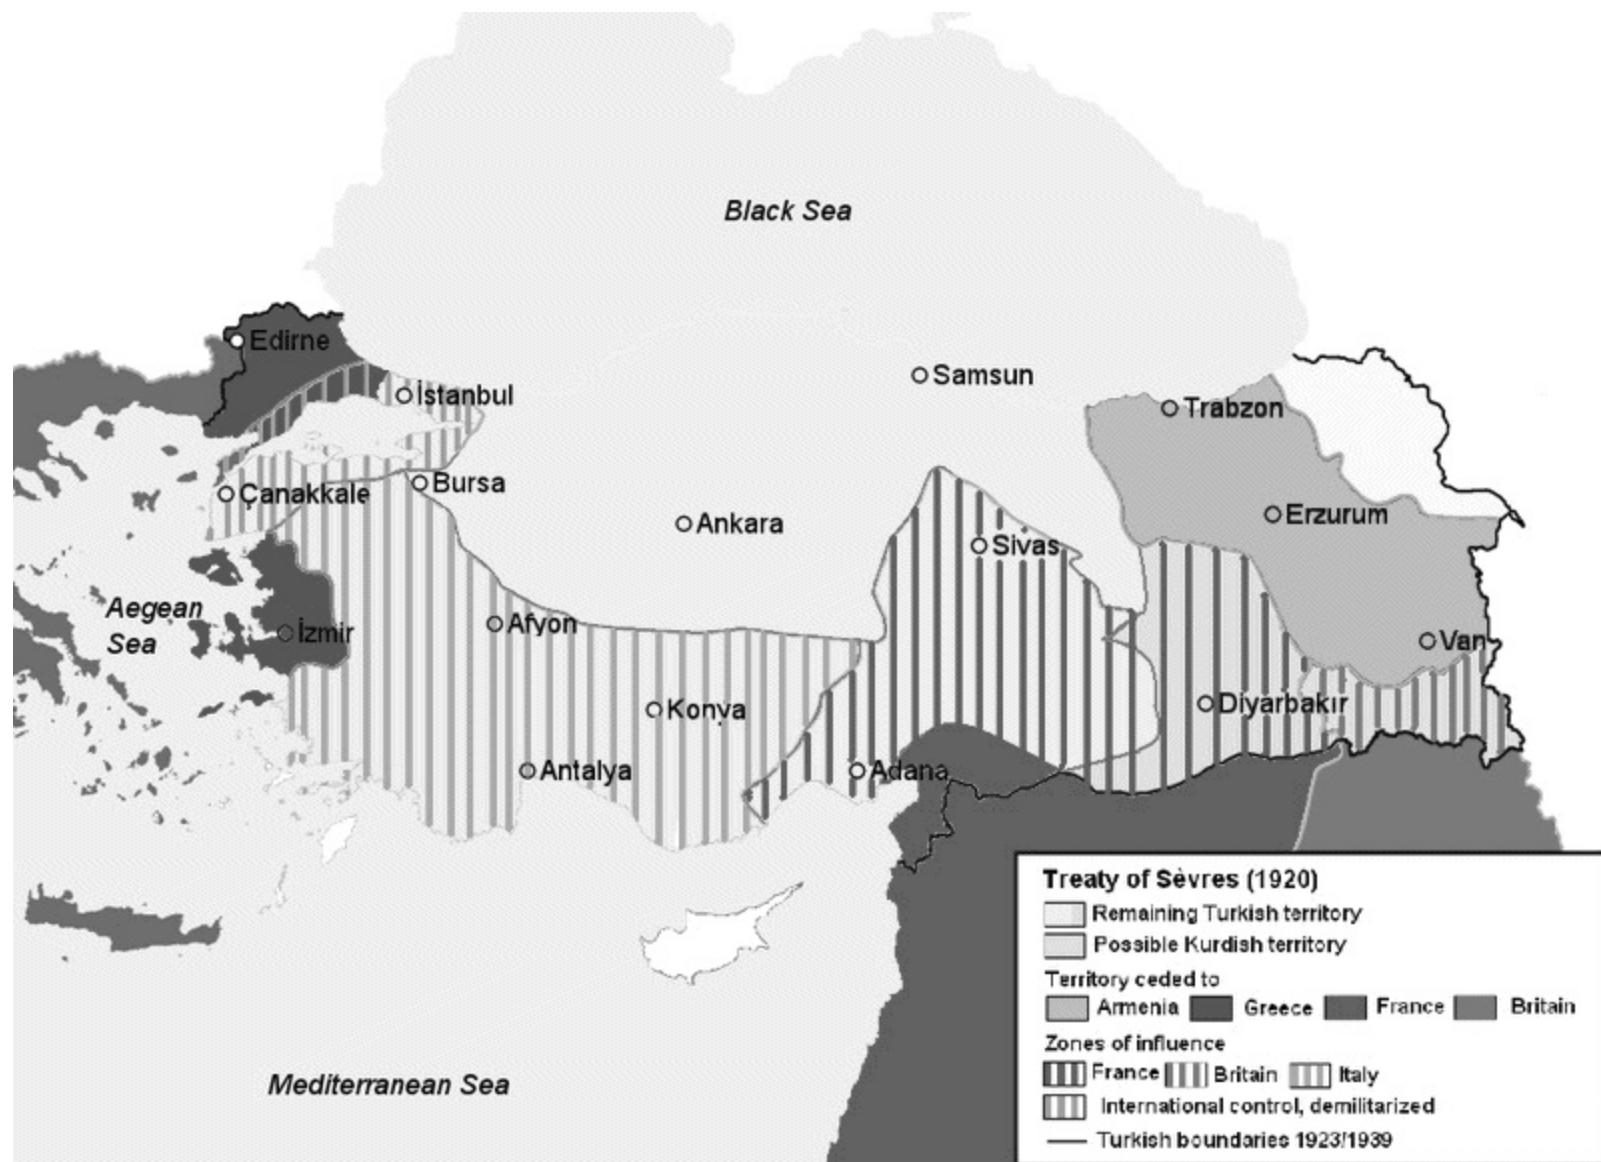 Black Sea
Edirne
İstanbul
Samsun
Trabzon
Bursa
Çanakkale
Ankara
Erzurum
Sivas
Aegean
Sea
İzmir
Afyon
Van
Konya
Diyarbakır
Antalya
Adana
Mediterranean Sea
Treaty of Sèvres (1920)
Remaining Turkish territory
Possible Kurdish territory
Territory ceded to
Armenia Greece France Britain
Zones of influence
France Britain Italy
International control, demilitarized
Turkish boundaries 1923/1939